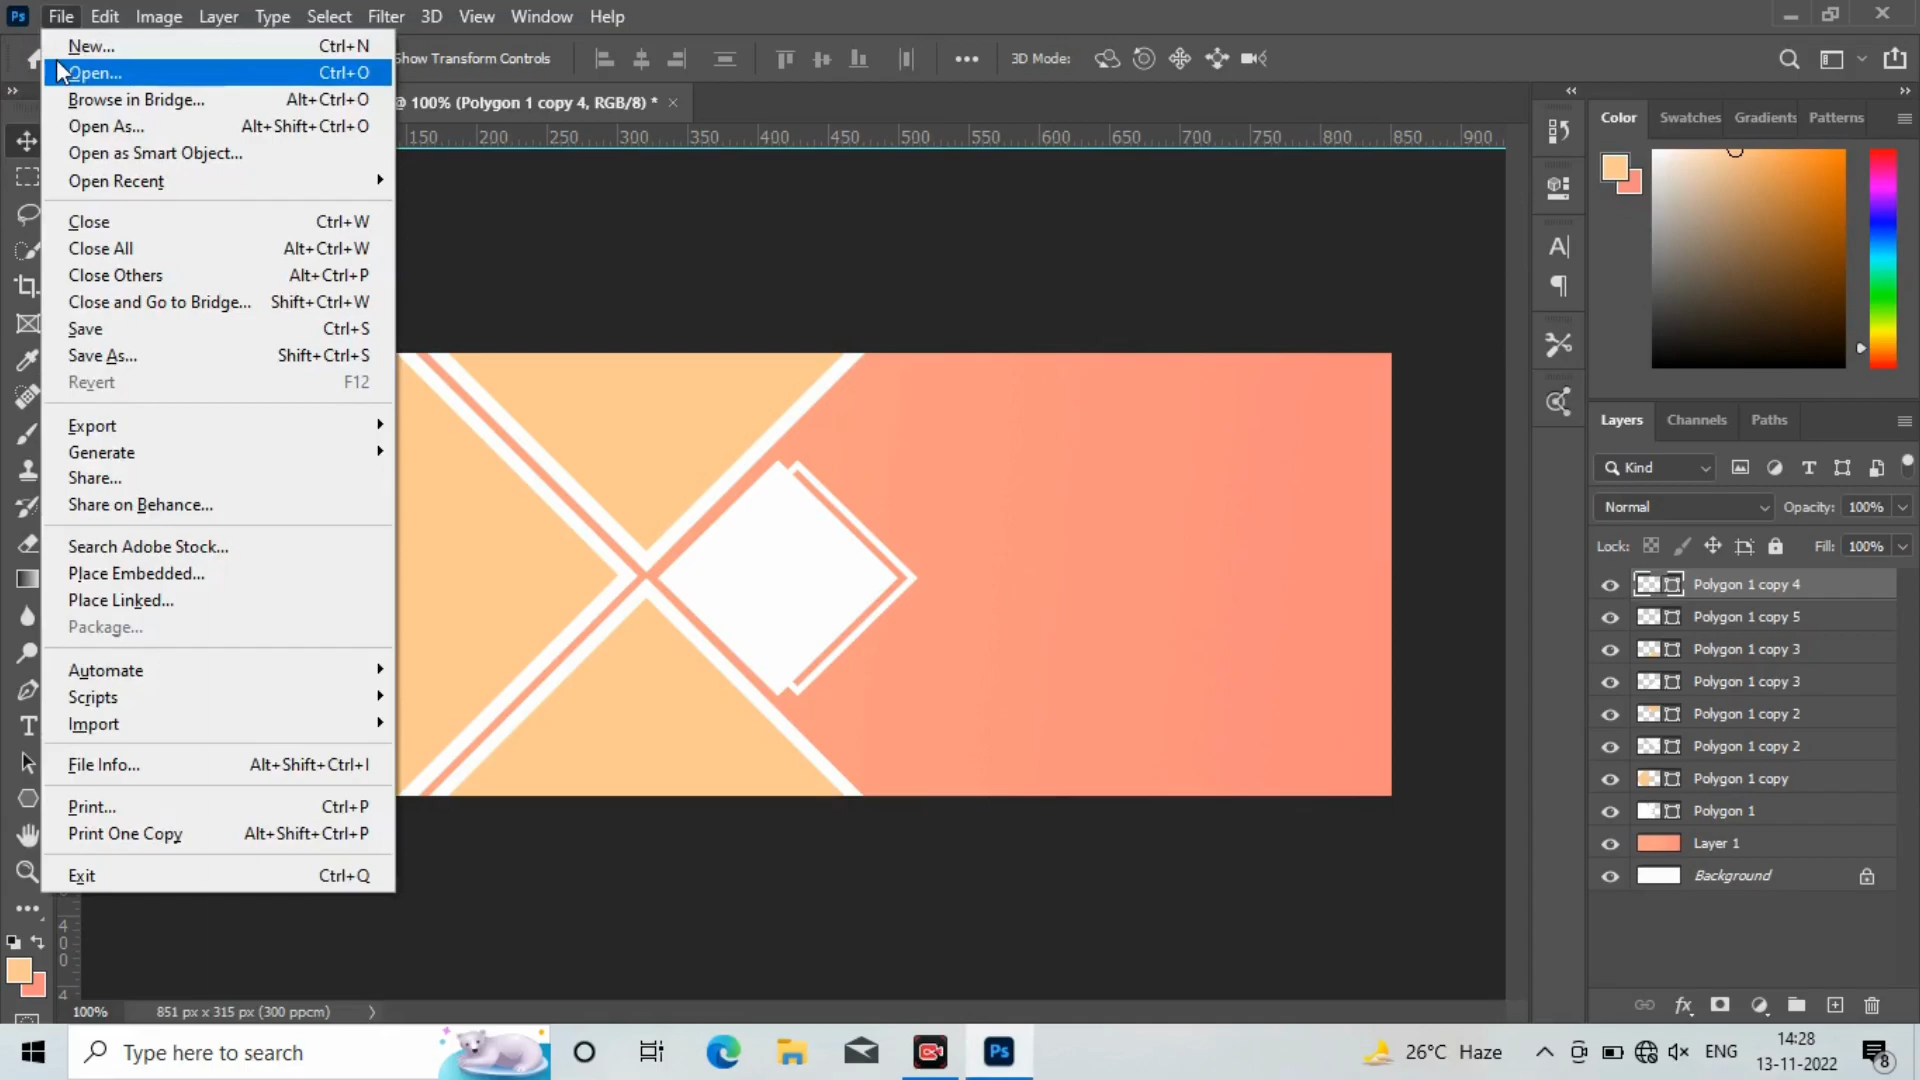 Ps File Edit Image Layer Type Select Filter 3D View Window Help
Show Transform Controls 3D Mode:
@ 100% (Polygon 1 copy 4, RGB/8) * ×
150 200 250 300 350 400 450 500 550 600 650 700 750 800 850 900
New... Ctrl+N
Open... Ctrl+O
Browse in Bridge... Alt+Ctrl+O
Open As... Alt+Shift+Ctrl+O
Open as Smart Object...
Open Recent
Close Ctrl+W
Close All Alt+Ctrl+W
Close Others Alt+Ctrl+P
Close and Go to Bridge... Shift+Ctrl+W
Save Ctrl+S
Save As... Shift+Ctrl+S
Revert F12
Export
Generate
Share...
Share on Behance...
Search Adobe Stock...
Place Embedded...
Place Linked...
Package...
Automate
Scripts
Import
File Info... Alt+Shift+Ctrl+I
Print... Ctrl+P
Print One Copy Alt+Shift+Ctrl+P
Exit Ctrl+Q
4
0
0
4
100% 851 px x 315 px (300 ppcm)
Color Swatches Gradients Patterns
Layers Channels Paths
Kind
Normal Opacity: 100%
Lock: Fill: 100%
Polygon 1 copy 4
Polygon 1 copy 5
Polygon 1 copy 3
Polygon 1 copy 3
Polygon 1 copy 2
Polygon 1 copy 2
Polygon 1 copy
Polygon 1
Layer 1
Background
fx
Type here to search
Ps
26°C Haze
ENG
14:28
13-11-2022
8